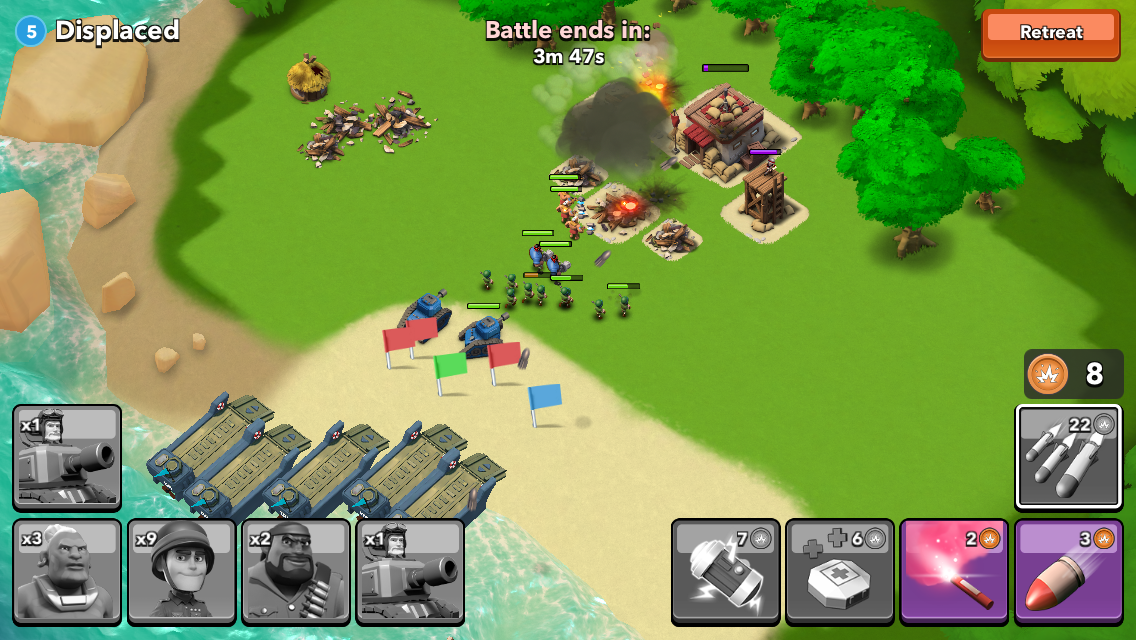 5 Displaced
Battle ends in:
3m 47s
Retreat
8
x1
22
x3
x9
x2
x1
7
6
2
3